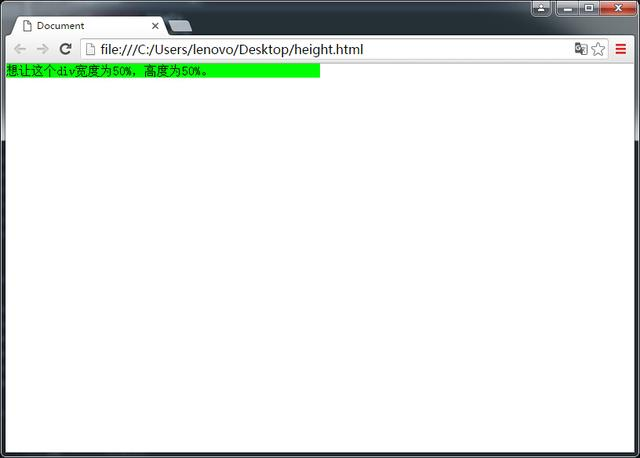 Document
file:///C:/Users/lenovo/Desktop/height.html
想让这个div宽度为50%，高度为50%。